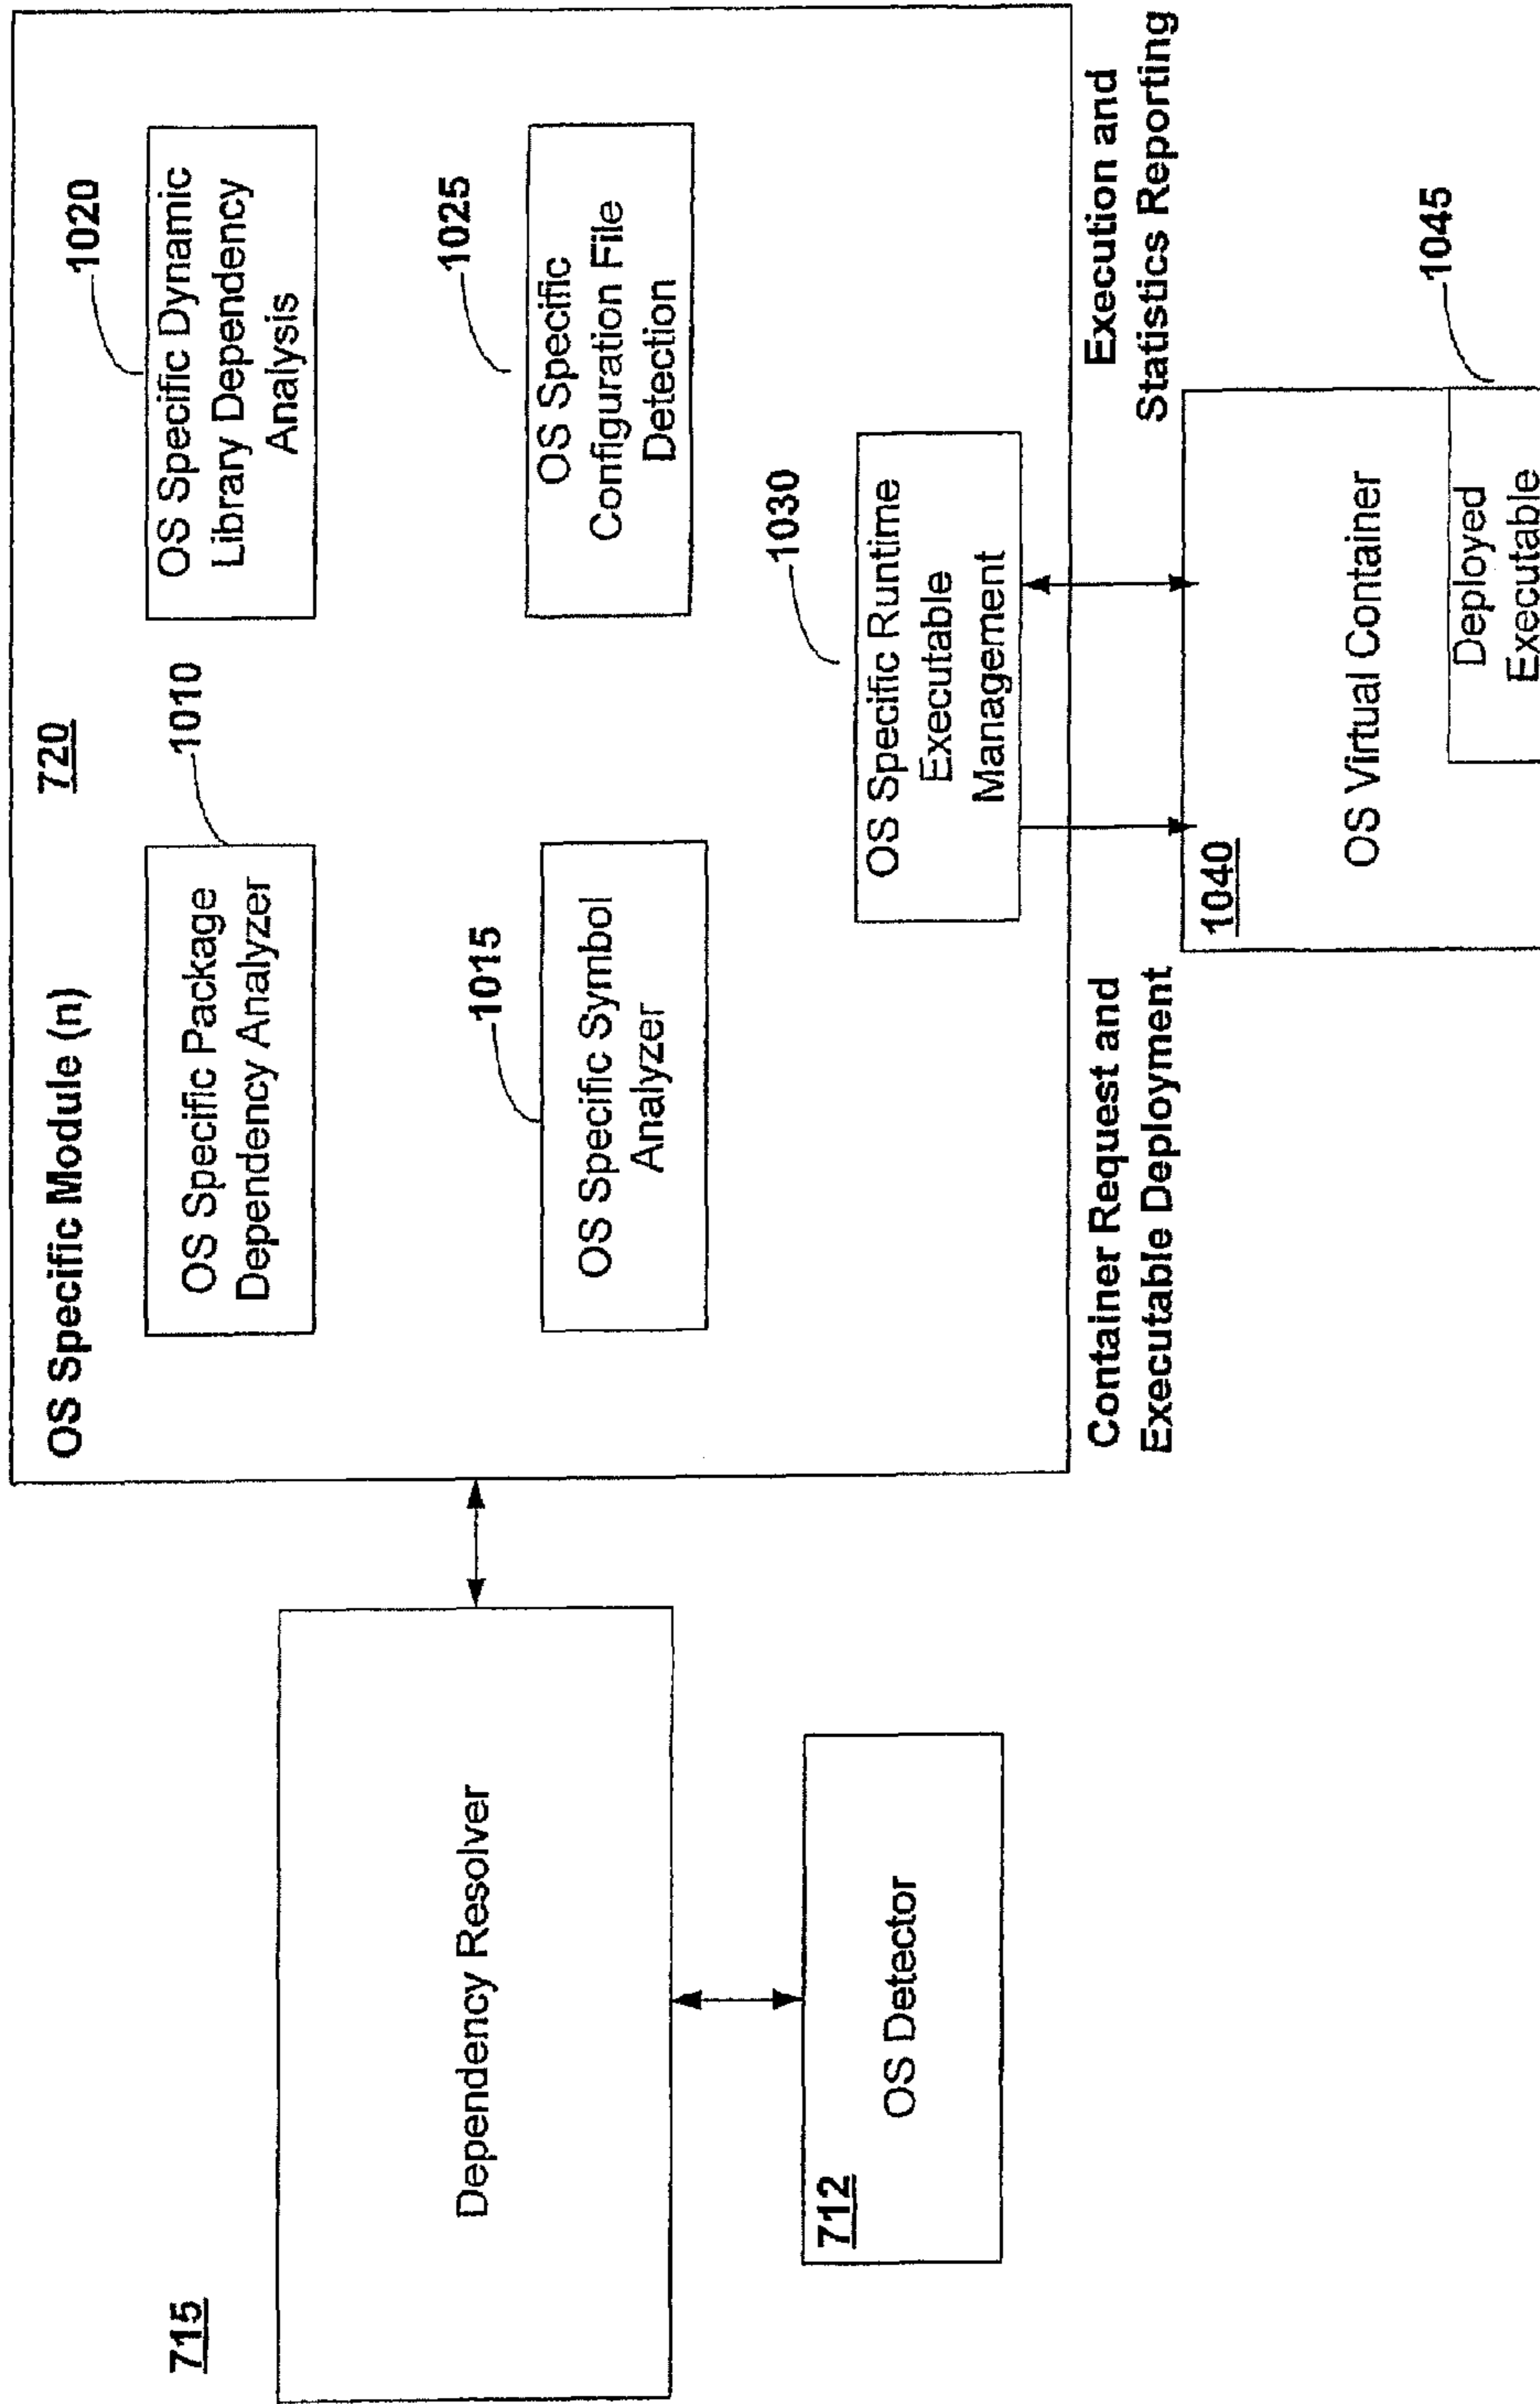 715
Dependency Resolver
712
OS Detector
OS Specific Module (n)
720
OS Specific Package
Dependency Analyzer
1010
OS Specific Dynamic
Library Dependency
Analysis
1020
OS Specific Symbol
Analyzer
1015
OS Specific
Configuration File
Detection
1025
OS Specific Runtime
Executable
Management
1030
Container Request and
Executable Deployment
Execution and
Statistics Reporting
1040
OS Virtual Container
Deployed
Executable
1045